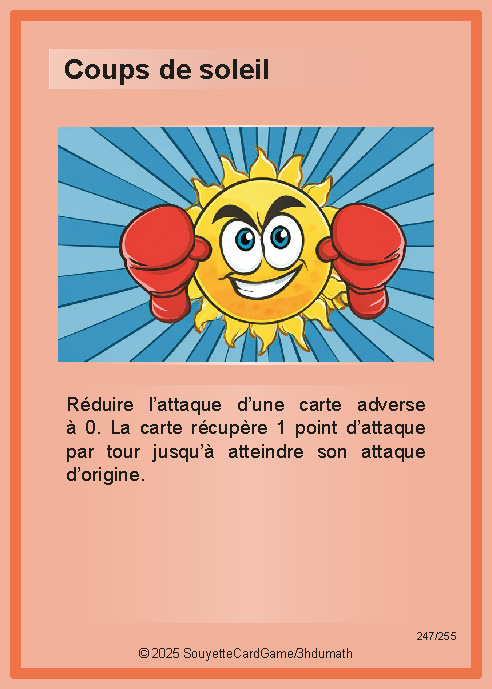 Coups de soleil
Réduire l'attaque d'une carte adverse
à 0. La carte récupère 1 point d'attaque
par tour jusqu'à atteindre son attaque
d'origine.
247/255
© 2025 SouyetteCardGame/3hdumath